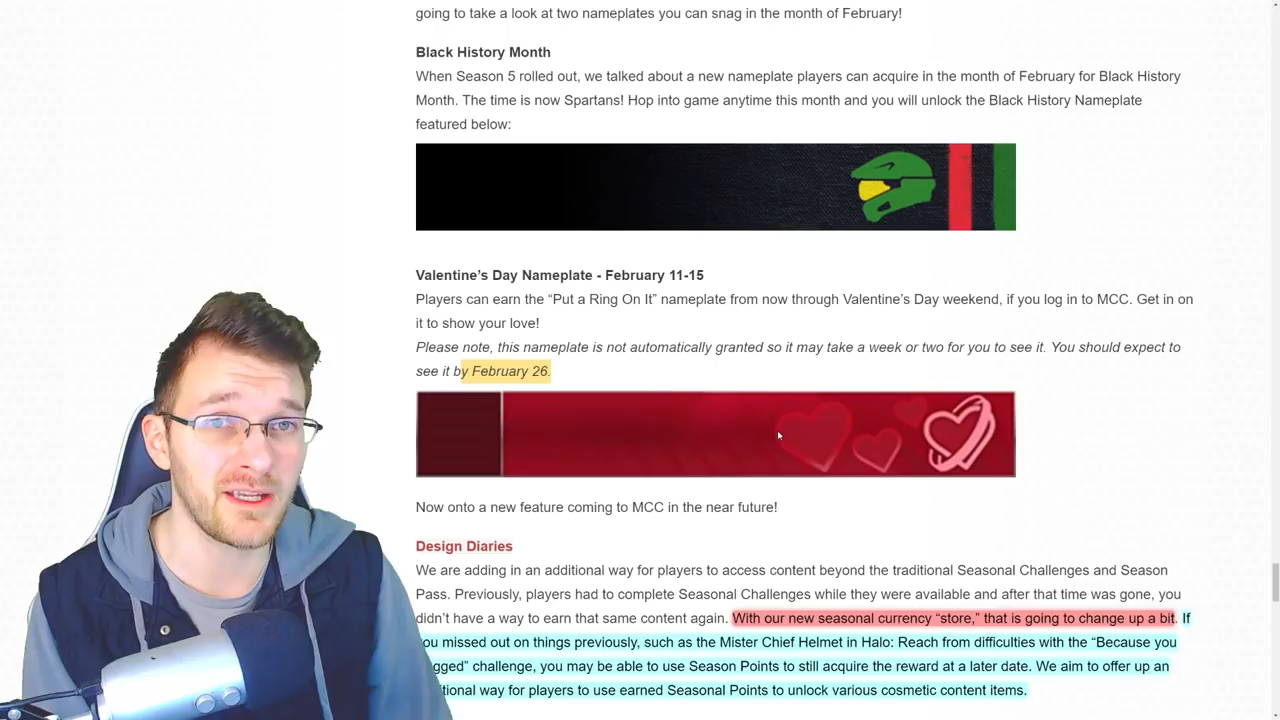 going to take a look at two nameplates you can snag in the month of February!
Black History Month
When Season 5 rolled out, we talked about a new nameplate players can acquire in the month of February for Black History
Month. The time is now Spartans! Hop into game anytime this month and you will unlock the Black History Nameplate
featured below:
Valentine’s Day Nameplate - February 11-15
Players can earn the “Put a Ring On It” nameplate from now through Valentine’s Day weekend, if you log in to MCC. Get in on
it to show your love!
Please note, this nameplate is not automatically granted so it may take a week or two for you to see it. You should expect to
see it by February 26.
Now onto a new feature coming to MCC in the near future!
Design Diaries
We are adding in an additional way for players to access content beyond the traditional Seasonal Challenges and Season
Pass. Previously, players had to complete Seasonal Challenges while they were available and after that time was gone, you
didn’t have a way to earn that same content again. With our new seasonal currency “store,” that is going to change up a bit. If
ou missed out on things previously, such as the Mister Chief Helmet in Halo: Reach from difficulties with the “Because you
gged” challenge, you may be able to use Season Points to still acquire the reward at a later date. We aim to offer up an
tional way for players to use earned Seasonal Points to unlock various cosmetic content items.